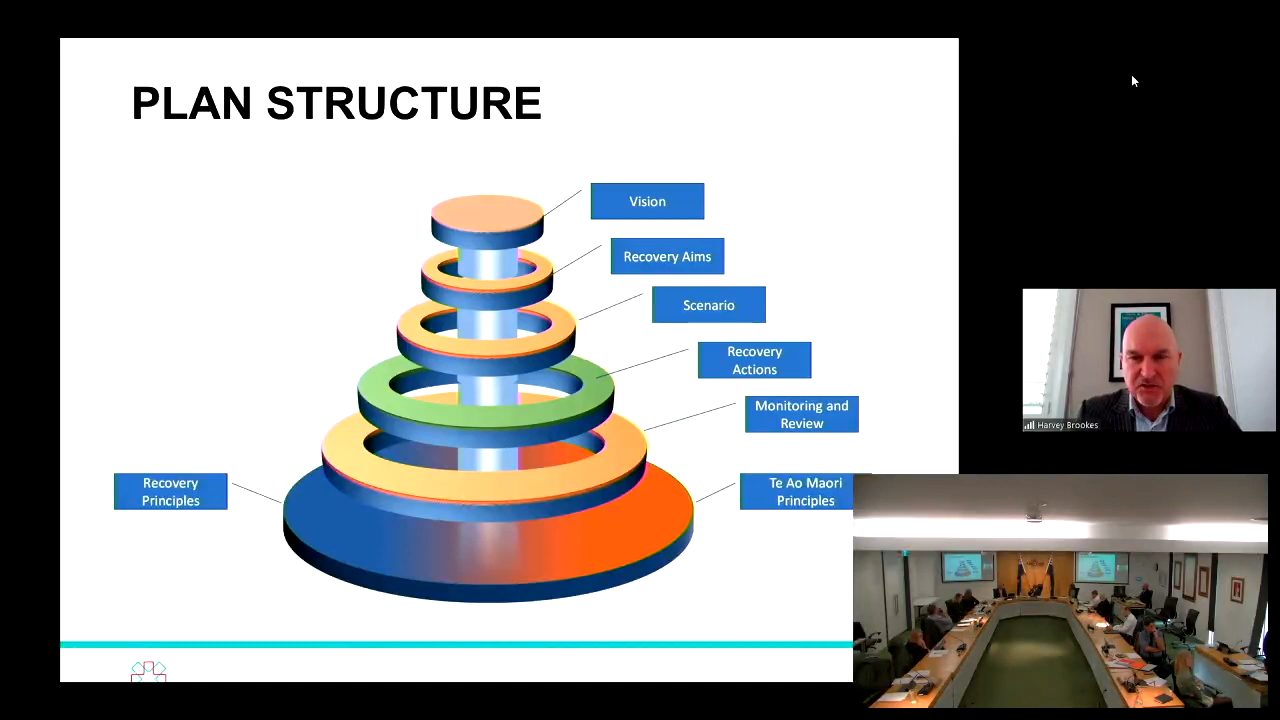 PLAN STRUCTURE
Vision
Recovery Aims
Scenario
Recovery
Actions
Monitoring and
Review
Recovery
Principles
Te Ao Maori
Principles
Harvey Brookes